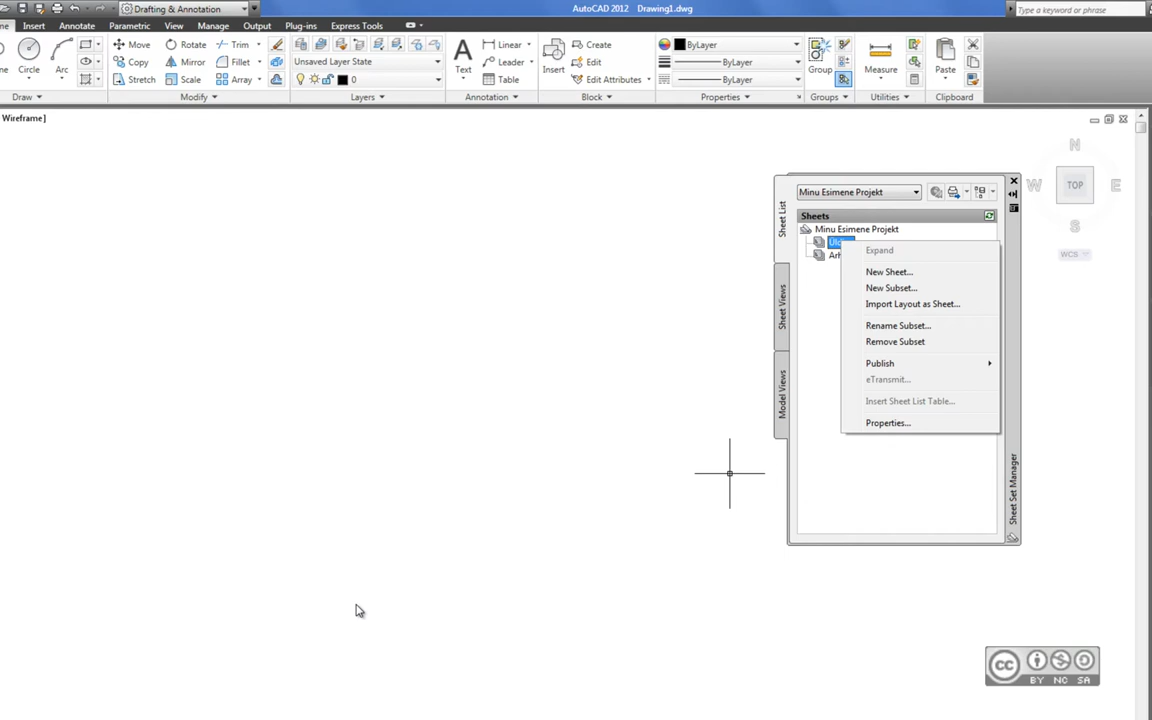 Drafting & Annotation
AutoCAD 2012 Drawing1.dwg
Type a keyword or phrase
Insert Annotate Parametric View Manage Output Plug-ins Express Tools
Move Rotate Trim
Copy Mirror Fillet
Stretch Scale Array
Circle Arc
Unsaved Layer State
0
Text Linear
Leader
Table
Insert Create
Edit
Edit Attributes
ByLayer
ByLayer
ByLayer
Group Measure Paste
Draw Modify Layers Annotation Block Properties Groups Utilities Clipboard
Wireframe]
N
W TOP E
S
WCS
Minu Esimene Projekt
Sheets
Minu Esimene Projekt
Sheet List
Sheet Views
Model Views
Expand
New Sheet...
New Subset...
Import Layout as Sheet...
Rename Subset...
Remove Subset
Publish
eTransmit...
Insert Sheet List Table...
Properties...
Sheet Set Manager
CC BY NC SA